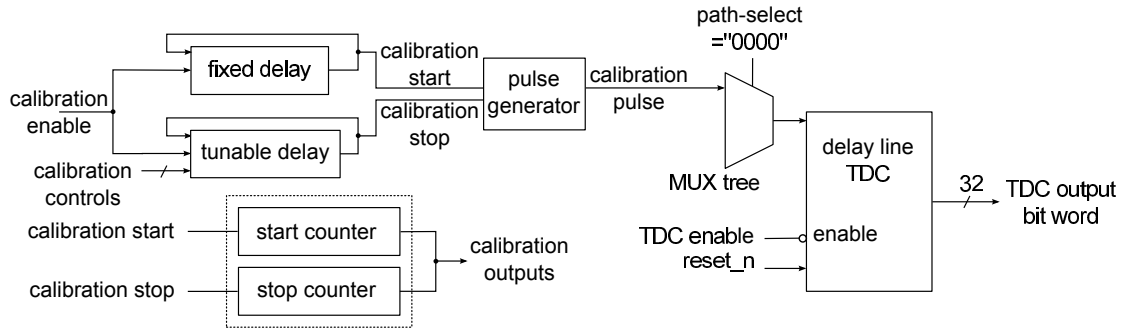 path-select
="0000"
fixed delay
calibration
start
pulse
generator
calibration
pulse
calibration
enable
calibration
stop
tunable delay
delay line
TDC
calibration
controls
MUX tree
32
TDC output
bit word
calibration start
start counter
TDC enable
enable
calibration
outputs
reset_n
calibration stop
stop counter